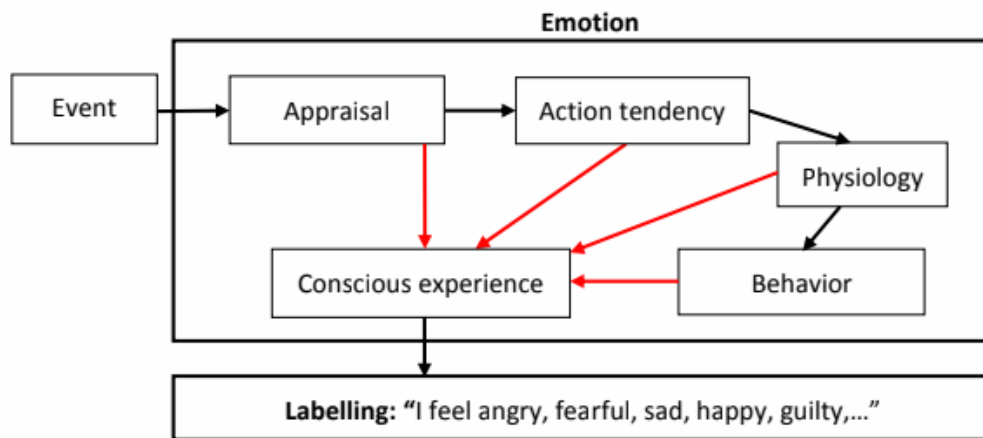 Emotion
Event
Appraisal
Action tendency
Physiology
Conscious experience
Behavior
Labelling: “I feel angry, fearful, sad, happy, guilty,…”